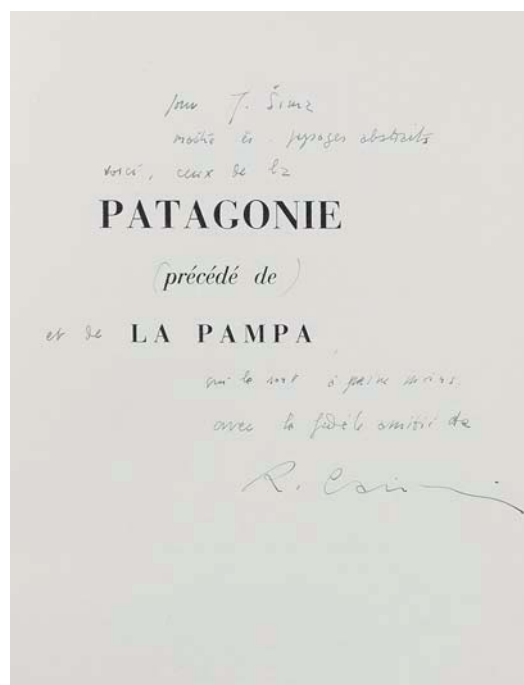 pour J. Šima
maître ès paysages abstraits
voici, ceux de la
PATAGONIE
(précédé de)
et de LA PAMPA
qui le sont à peine moins.
avec la fidèle amitié de
R. Cai